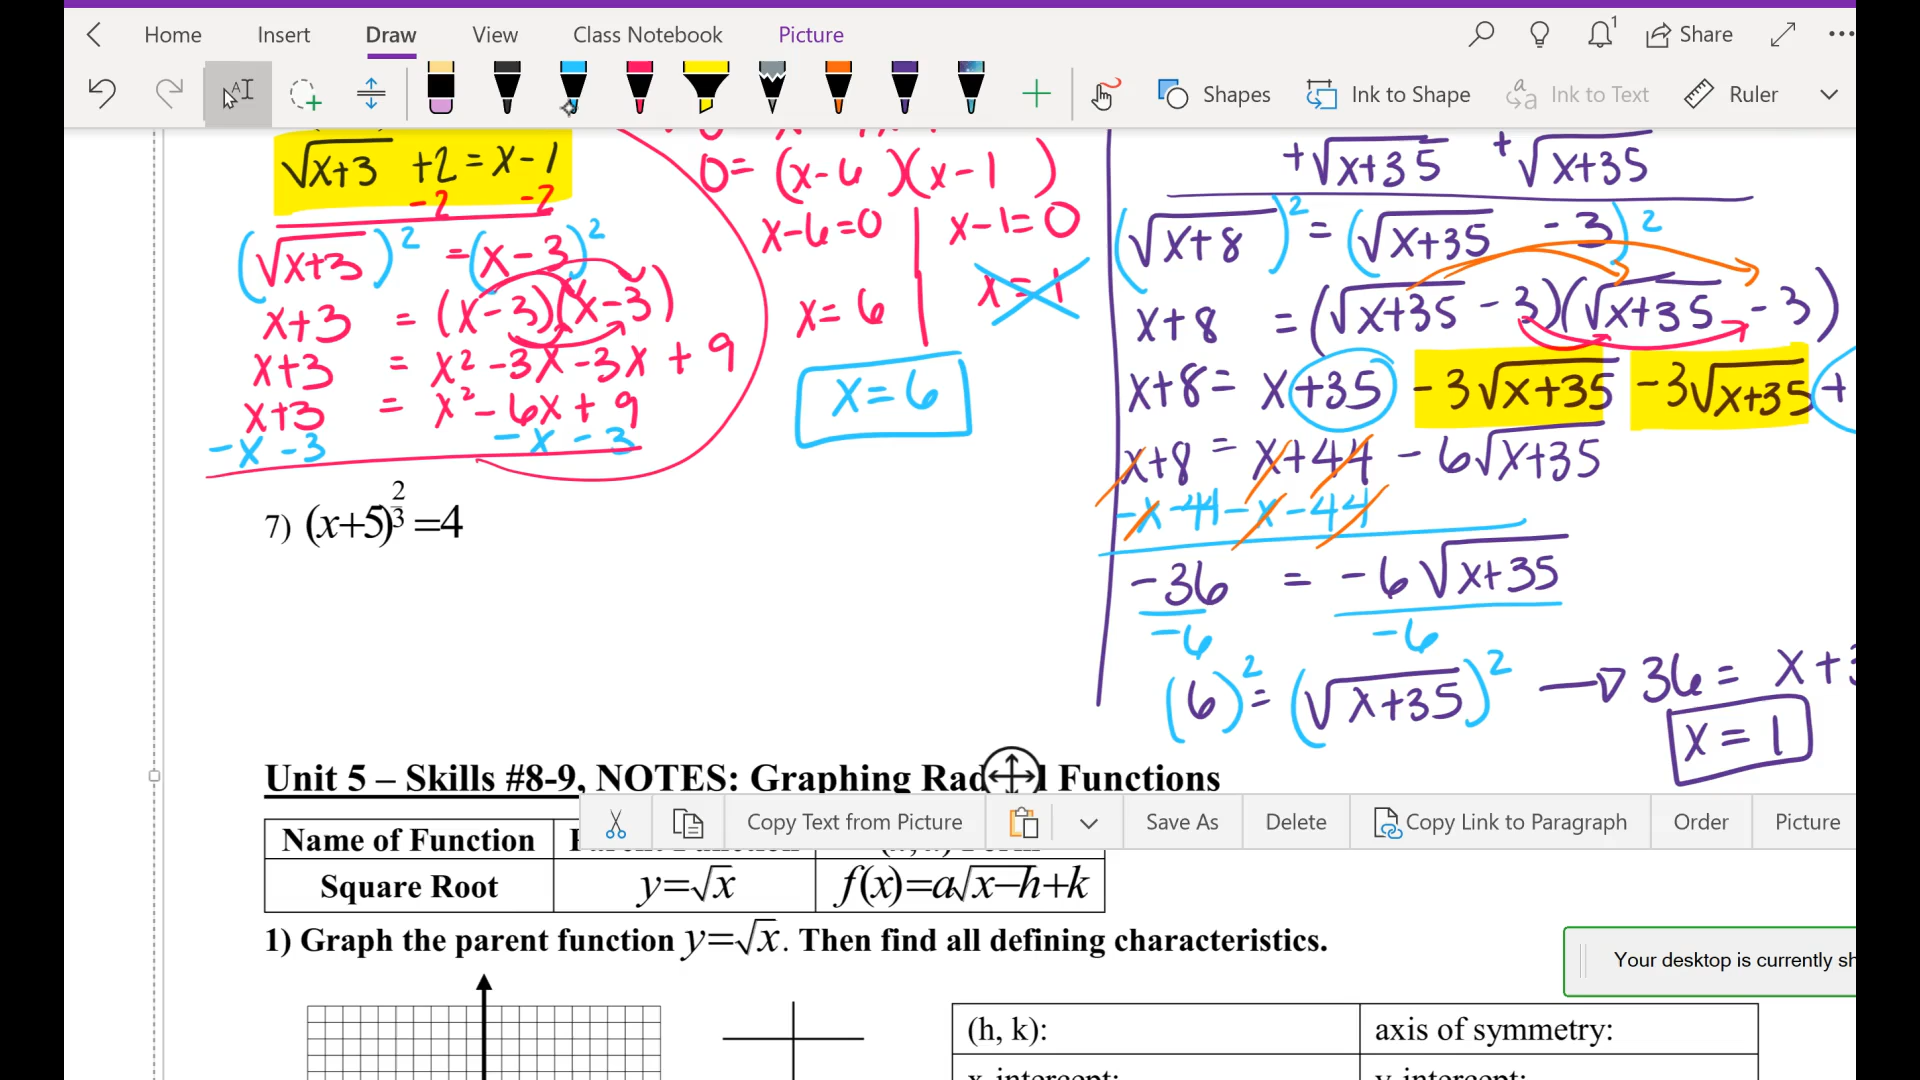 Home Insert Draw View Class Notebook Picture 1 Share
Shapes Ink to Shape Ink to Text Ruler
√x+3 +2 = x-1
-2 -2
(√x+3)² = (x-3)²
x+3 = (x-3)(x-3)
x+3 = x² -3x -3x + 9
x+3 = x² - 6x + 9
-x -3 -x -3
0 = (x-6)(x-1)
x-6=0 | x-1=0
x=6 | x=1
x=6
+√x+35 +√x+35
(√x+8)² = (√x+35 -3)²
x+8 = (√x+35 -3)(√x+35 -3)
x+8 = x+35 -3√x+35 -3√x+35 +
x+8 = x+44 - 6√x+35
-x -44 -x -44
-36 = -6√x+35
-6 -6
(6)² = (√x+35)² → 36 = x+3
x = 1
7) (x+5)^2/3 =4
Unit 5 – Skills #8-9, NOTES: Graphing Rad l Functions
Copy Text from Picture Save As Delete Copy Link to Paragraph Order Picture
Name of Function
Square Root y=√x f(x)=a√x–h+k
1) Graph the parent function y=√x. Then find all defining characteristics.
Your desktop is currently sh
(h, k): axis of symmetry:
x-intercept: y-intercept: